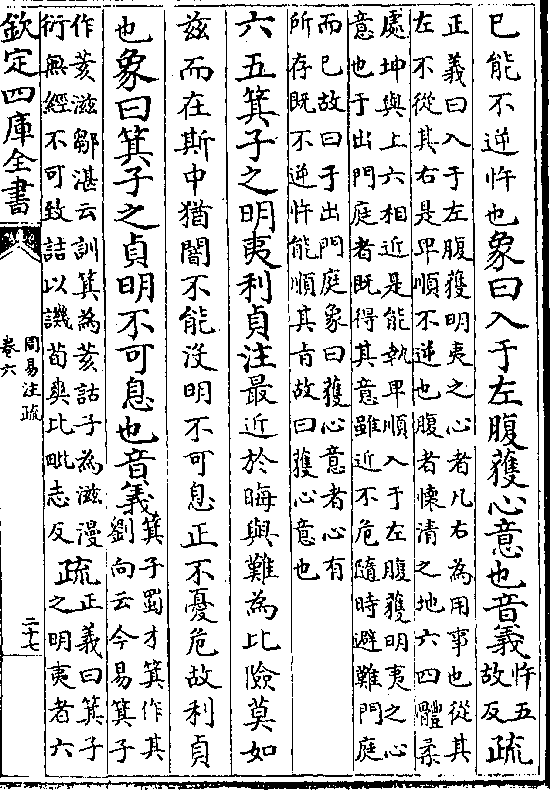 巳能不逆忤也象曰入于左腹獲心意也音義忤五故反疏
正義曰入于左腹獲明夷之心者凡右為用事也從其
左不從其右是卑順不逆也腹者懐清之地六四體柔
處坤與上六相近是能執卑順入于左腹獲明夷之心
意也于出門庭者既得其意雖近不危隨時避難門庭
而已故曰于出門庭象曰獲心意者心有
所存既不逆忤能順其肯故曰獲心意也
六五箕子之明夷利貞注最近於晦與難為比險莫如
兹而在斯中猶闇不能没明不可息正不憂危故利貞
也象曰箕子之貞明不可息也音義箕子蜀才箕作其
劉向云今易箕子
作荄滋鄒湛云訓箕為荄詁子為滋漫
衍無經不可致詰以譏荀爽比毗志反疏正義曰箕子
之明夷者六
欽定四庫全書
周易注疏
卷六
二十七